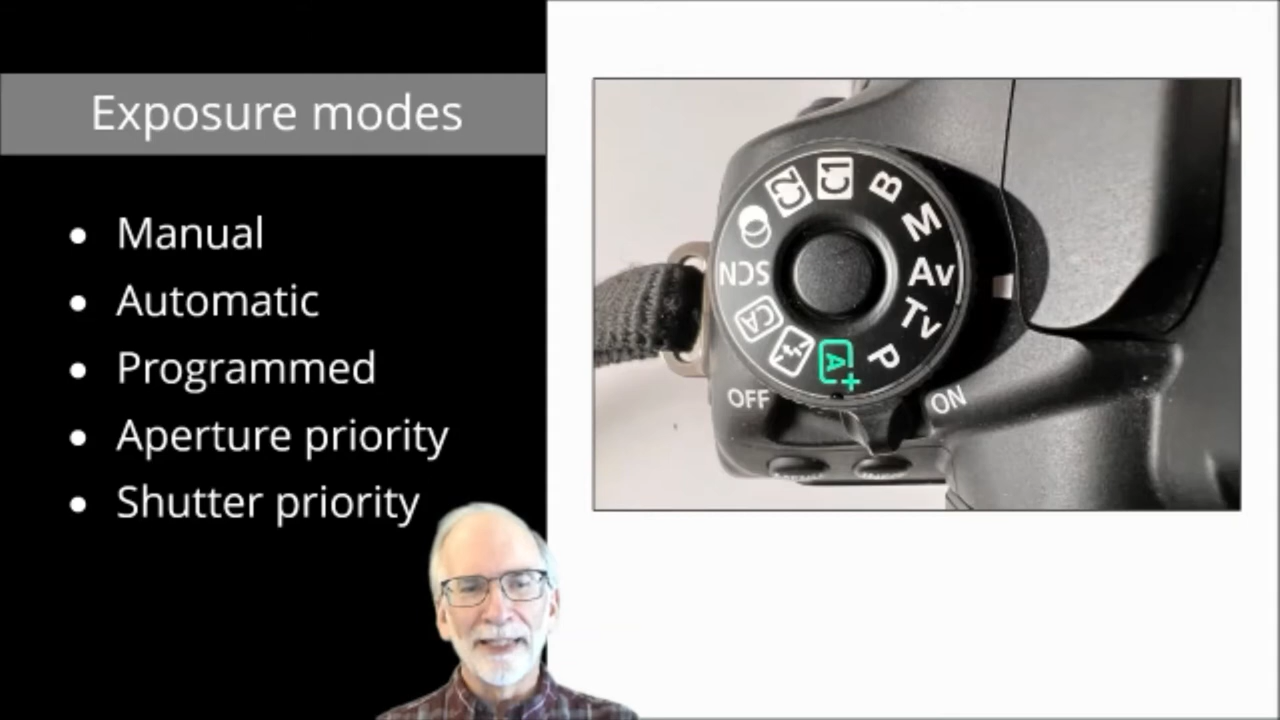 Exposure modes
Manual
Automatic
Programmed
Aperture priority
Shutter priority
C2
C1
B
M
Av
Tv
P
A+
CA
SCN
OFF
ON